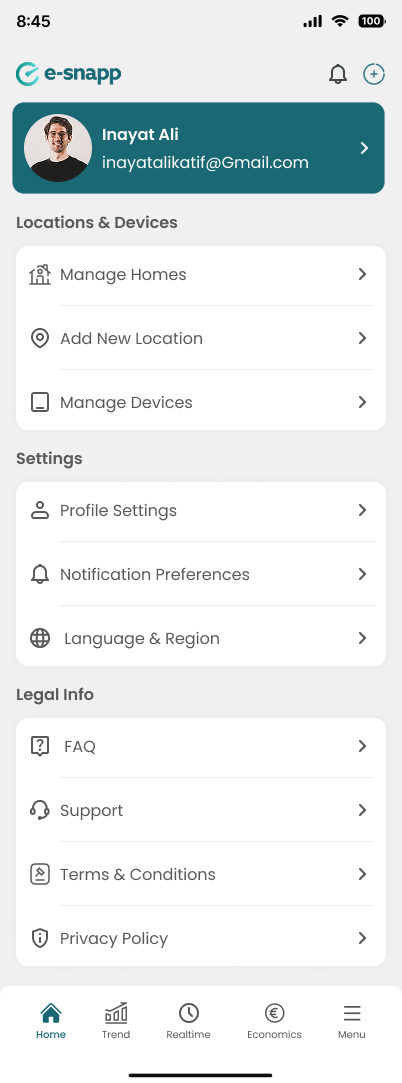 8:45
100
e-snapp
Inayat Ali
inayatalikatif@Gmail.com
Locations & Devices
Manage Homes
Add New Location
Manage Devices
Settings
Profile Settings
Notification Preferences
Language & Region
Legal Info
FAQ
Support
Terms & Conditions
Privacy Policy
Home
Trend
Realtime
Economics
Menu